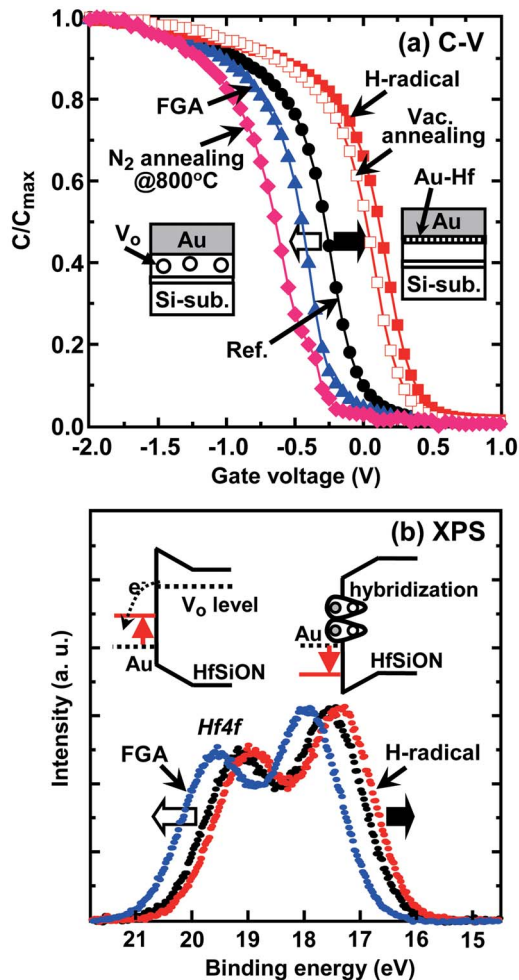 (a) C-V
H-radical
FGA
Vac.
annealing
N2 annealing
@800°C
Au-Hf
Vo
Au
Si-sub.
Au
Si-sub.
Ref.
C/Cmax
1.0
0.8
0.6
0.4
0.2
0.0
-2.0 -1.5 -1.0 -0.5 0.0 0.5 1.0
Gate voltage (V)
(b) XPS
e-
Vo level
Au
HfSiON
hybridization
Au
HfSiON
Hf4f
FGA
H-radical
Intensity (a. u.)
21 20 19 18 17 16 15
Binding energy (eV)